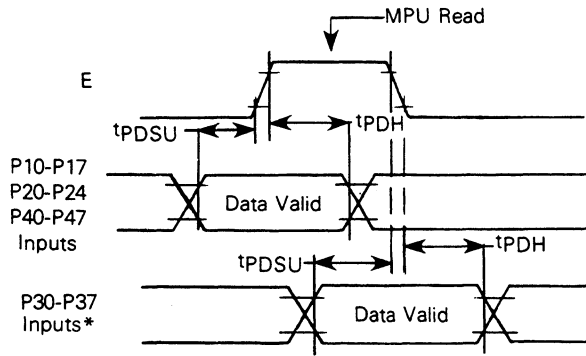 MPU Read
E
tPDSU
tPDH
P10-P17
P20-P24
P40-P47
Inputs
Data Valid
tPDSU
tPDH
P30-P37
Inputs*
Data Valid